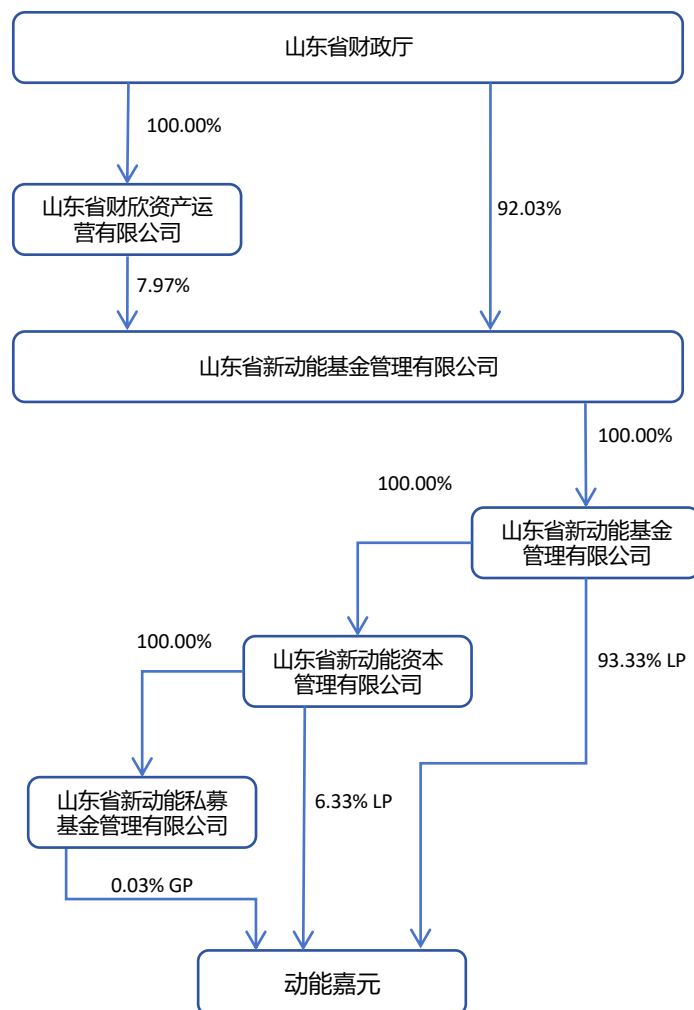 山东省财政厅
100.00%
山东省财欣资产运
营有限公司
92.03%
7.97%
山东省新动能基金管理有限公司
100.00%
100.00%
山东省新动能基金
管理有限公司
100.00%
山东省新动能资本
管理有限公司
93.33% LP
山东省新动能私募
基金管理有限公司
6.33% LP
0.03% GP
动能嘉元